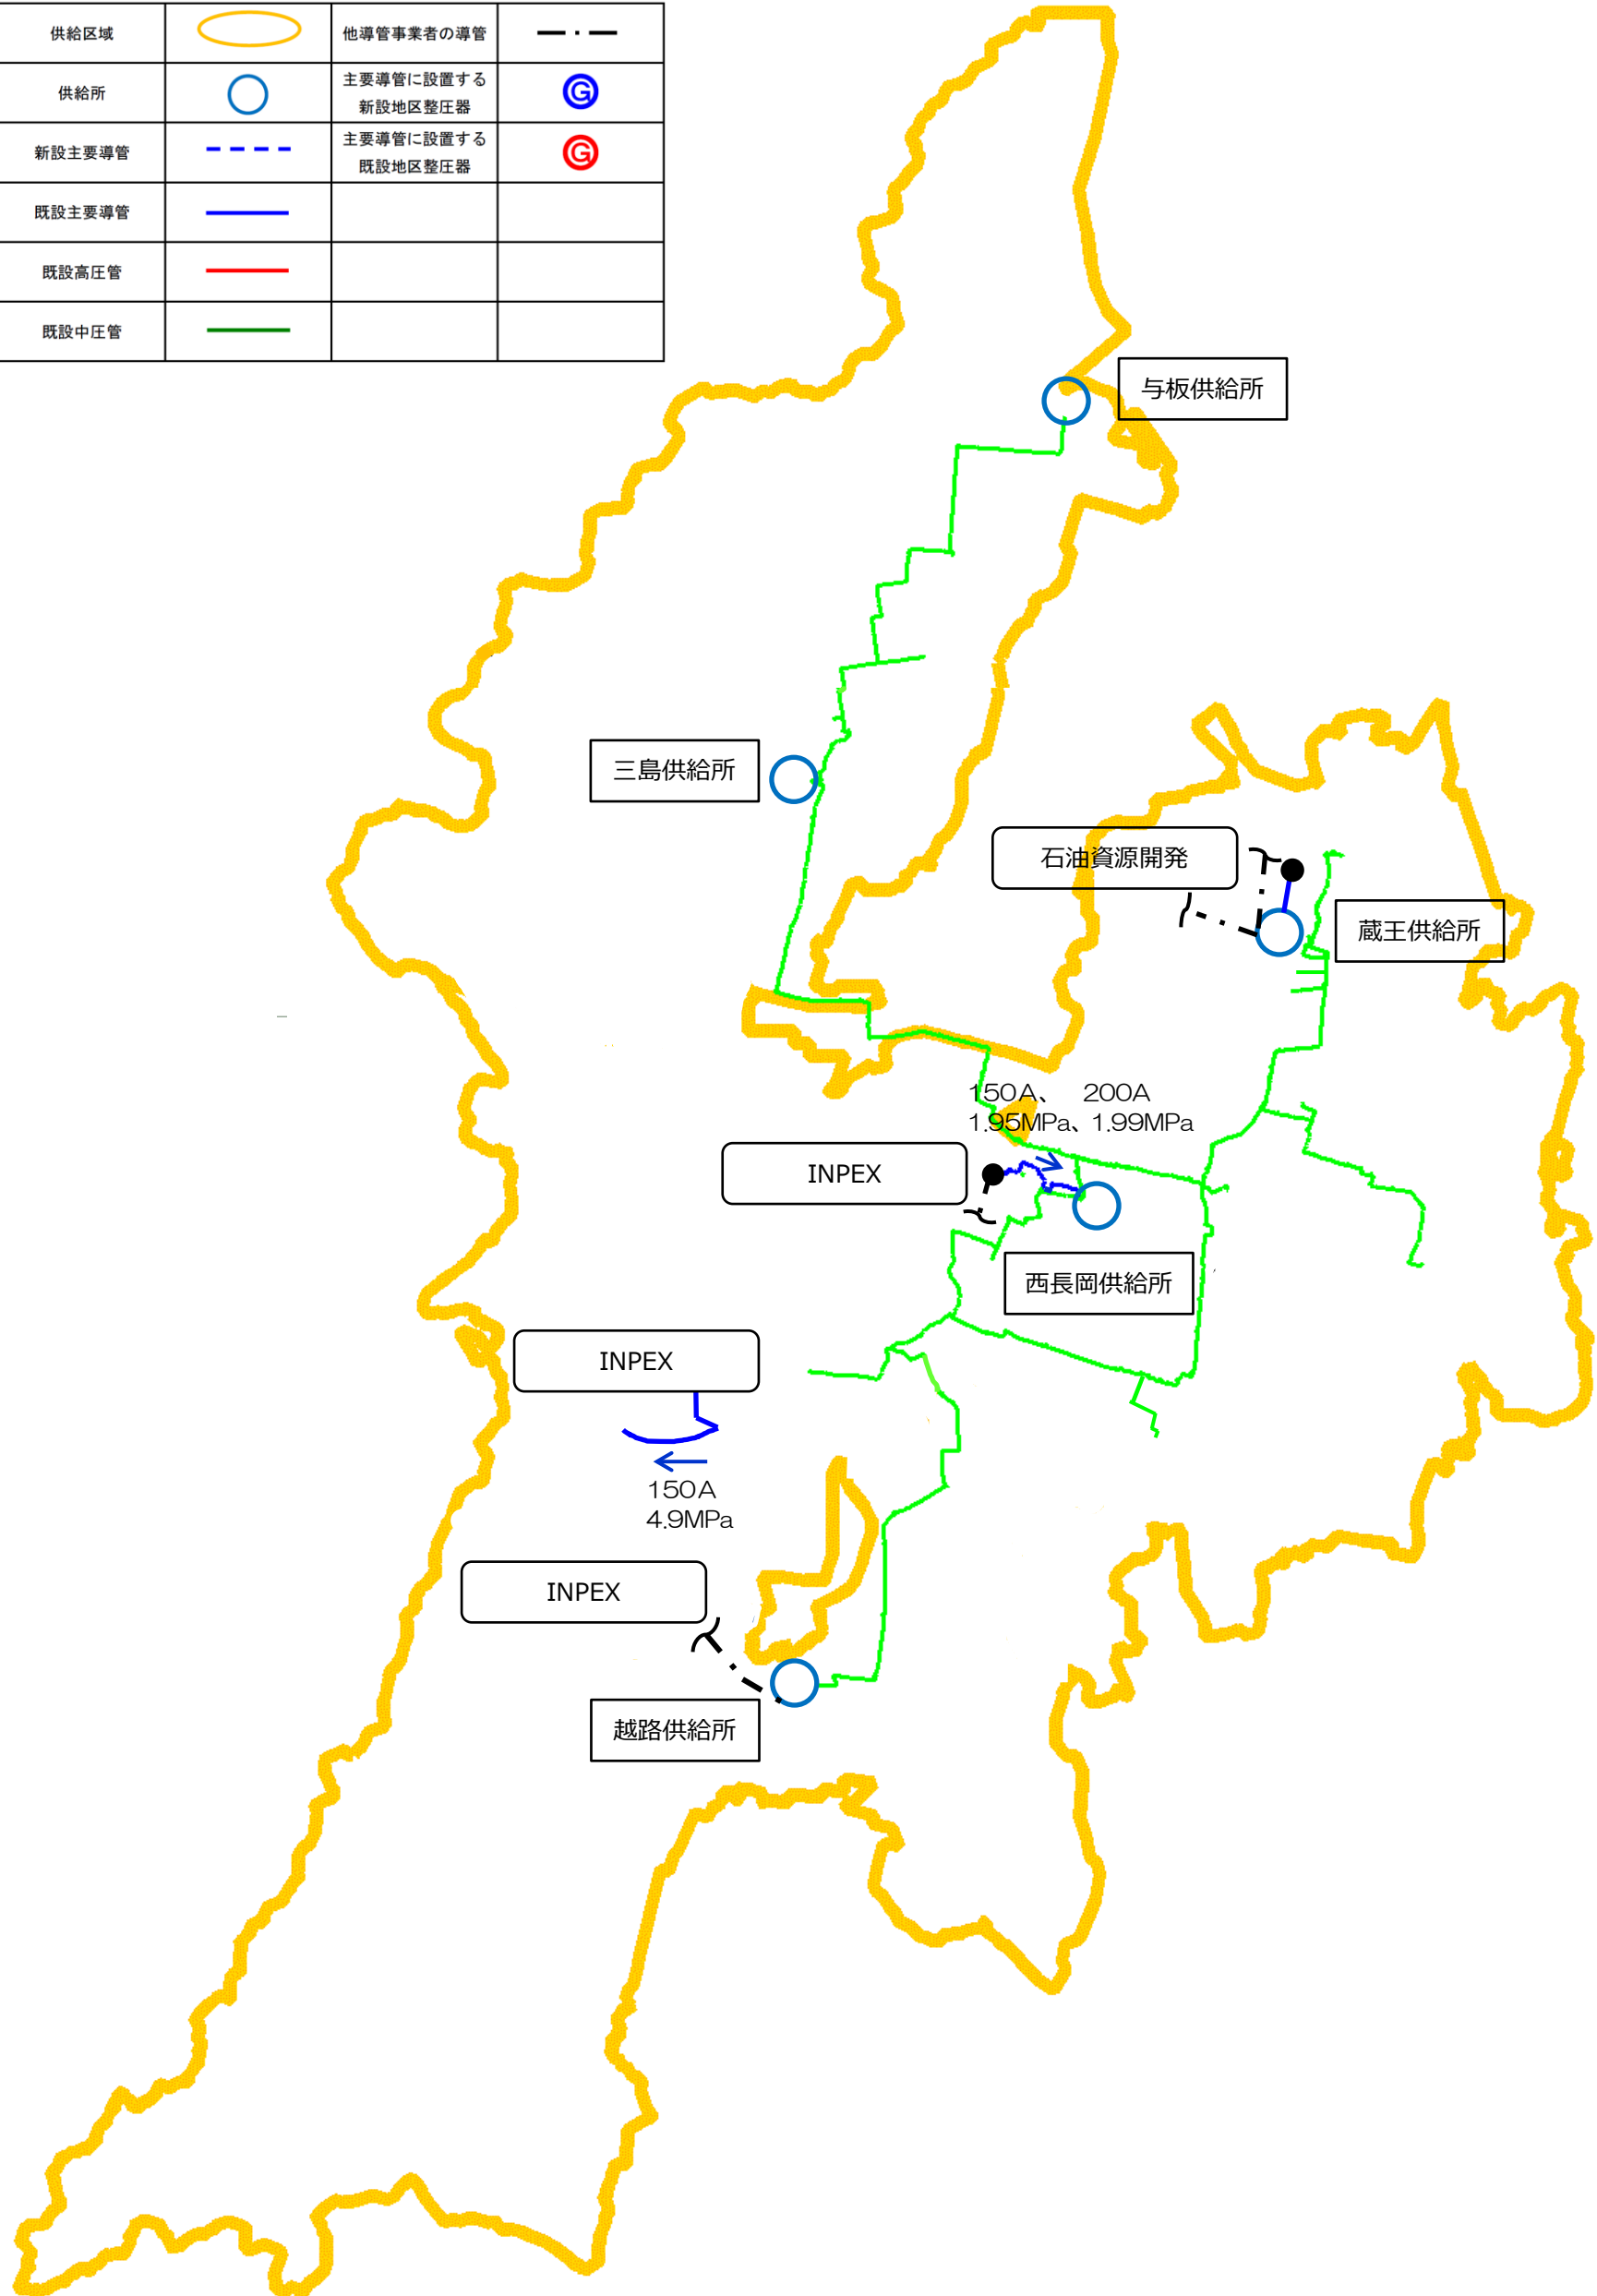 供給区域
他導管事業者の導管
供給所
主要導管に設置する
新設地区整圧器
G
新設主要導管
主要導管に設置する
既設地区整圧器
G
既設主要導管
既設高圧管
既設中圧管
与板供給所
三島供給所
石油資源開発
蔵王供給所
150A、 200A
1.95MPa、1.99MPa
INPEX
西長岡供給所
INPEX
150A
4.9MPa
INPEX
越路供給所